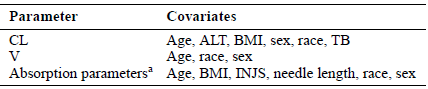 Parameter Covariates
CL Age, ALT, BMI, sex, race, TB
V Age, race, sex
Absorption parametersᵃ Age, BMI, INJS, needle length, race, sex